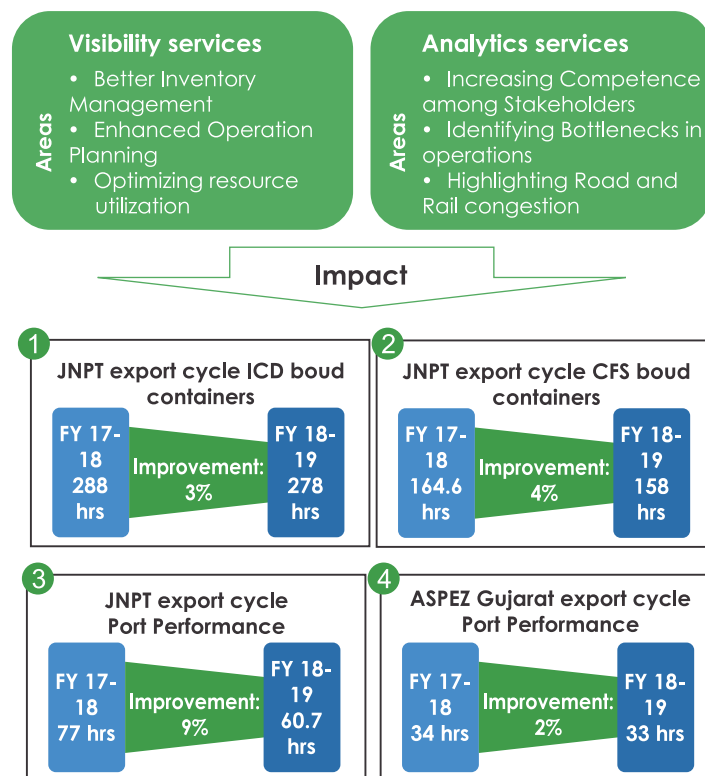 Visibility services
Areas
• Better Inventory
Management
• Enhanced Operation
Planning
• Optimizing resource
utilization
Analytics services
Areas
• Increasing Competence
among Stakeholders
• Identifying Bottlenecks in
operations
• Highlighting Road and
Rail congestion
Impact
1
JNPT export cycle ICD boud
containers
FY 17-
18
288
hrs
Improvement:
3%
FY 18-
19
278
hrs
2
JNPT export cycle CFS boud
containers
FY 17-
18
164.6
hrs
Improvement:
4%
FY 18-
19
158
hrs
3
JNPT export cycle
Port Performance
FY 17-
18
77 hrs
Improvement:
9%
FY 18-
19
60.7
hrs
4
ASPEZ Gujarat export cycle
Port Performance
FY 17-
18
34 hrs
Improvement:
2%
FY 18-
19
33 hrs